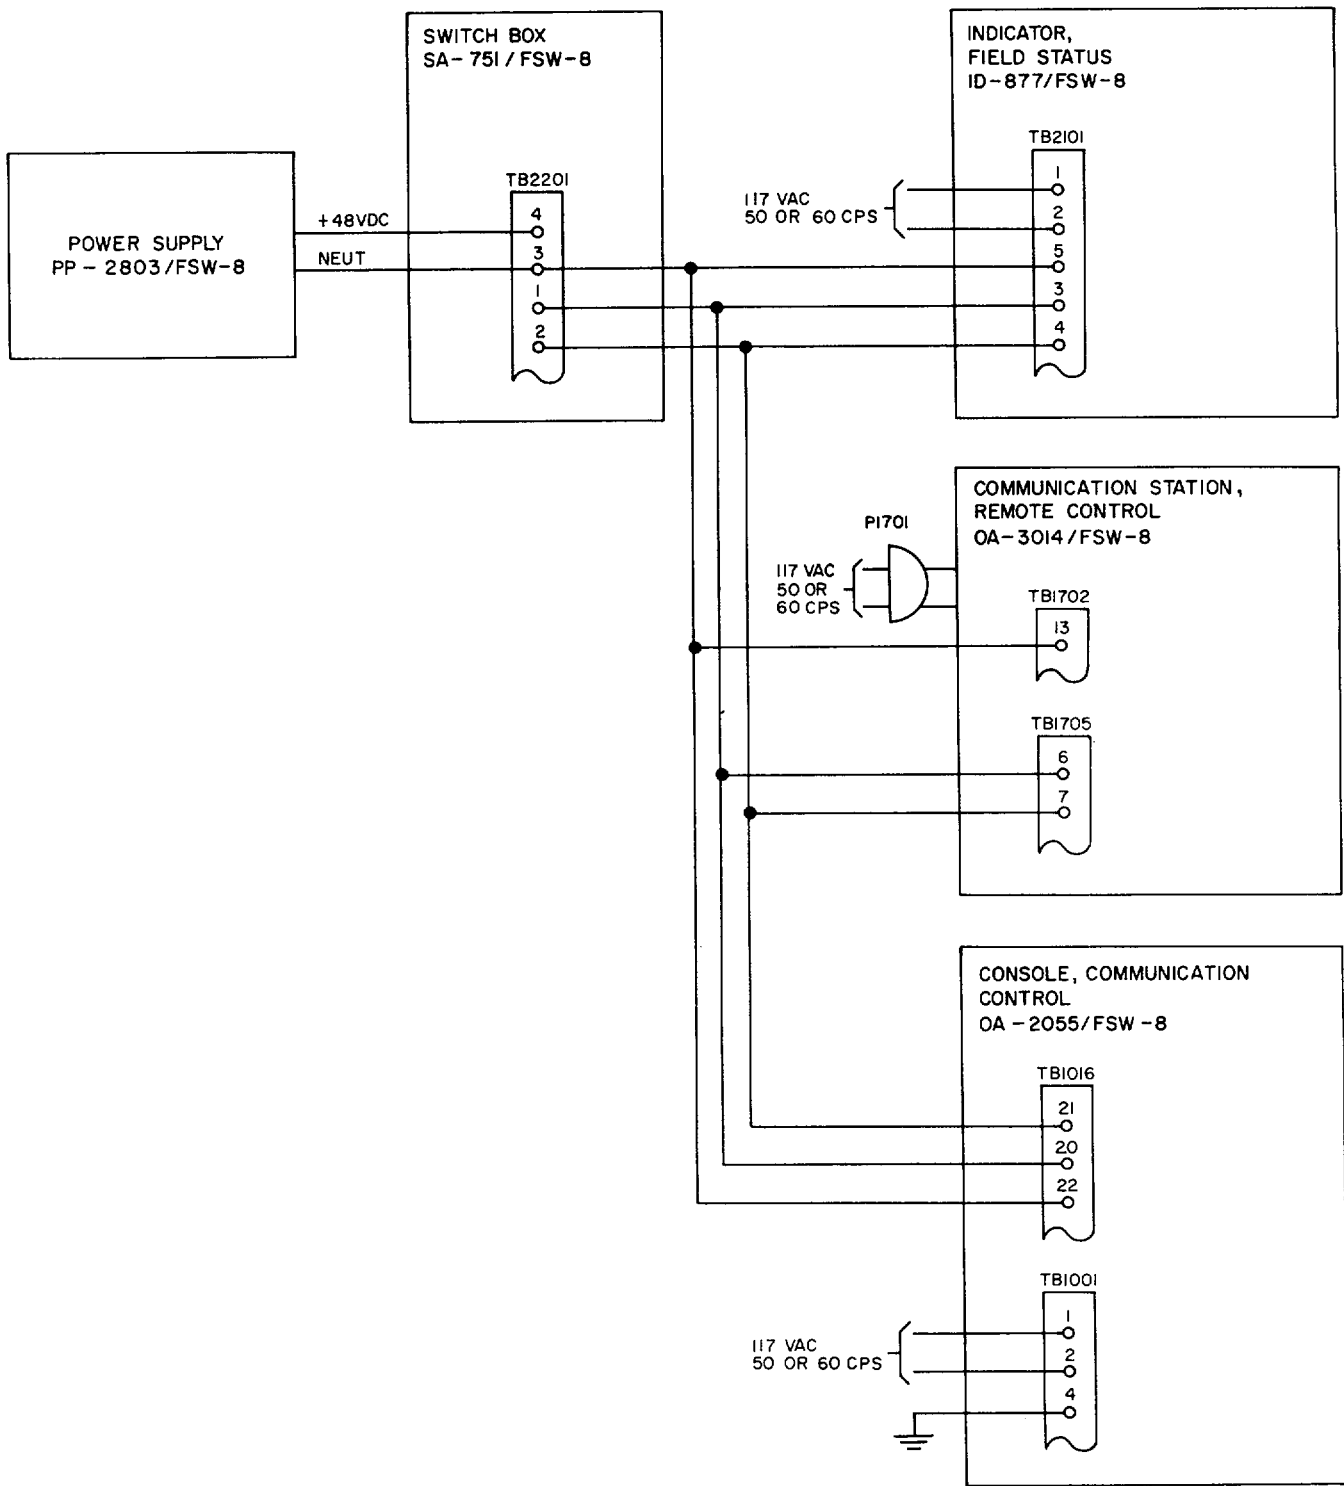 SWITCH BOX
SA-751/FSW-8
TB2201
4
3
1
2
POWER SUPPLY
PP-2803/FSW-8
+48VDC
NEUT
INDICATOR,
FIELD STATUS
ID-877/FSW-8
TB2101
1
2
5
3
4
117 VAC
50 OR 60 CPS
COMMUNICATION STATION,
REMOTE CONTROL
OA-3014/FSW-8
P1701
117 VAC
50 OR
60 CPS
TB1702
13
TB1705
6
7
CONSOLE, COMMUNICATION
CONTROL
OA-2055/FSW-8
TB1016
21
20
22
TB1001
1
2
4
117 VAC
50 OR 60 CPS